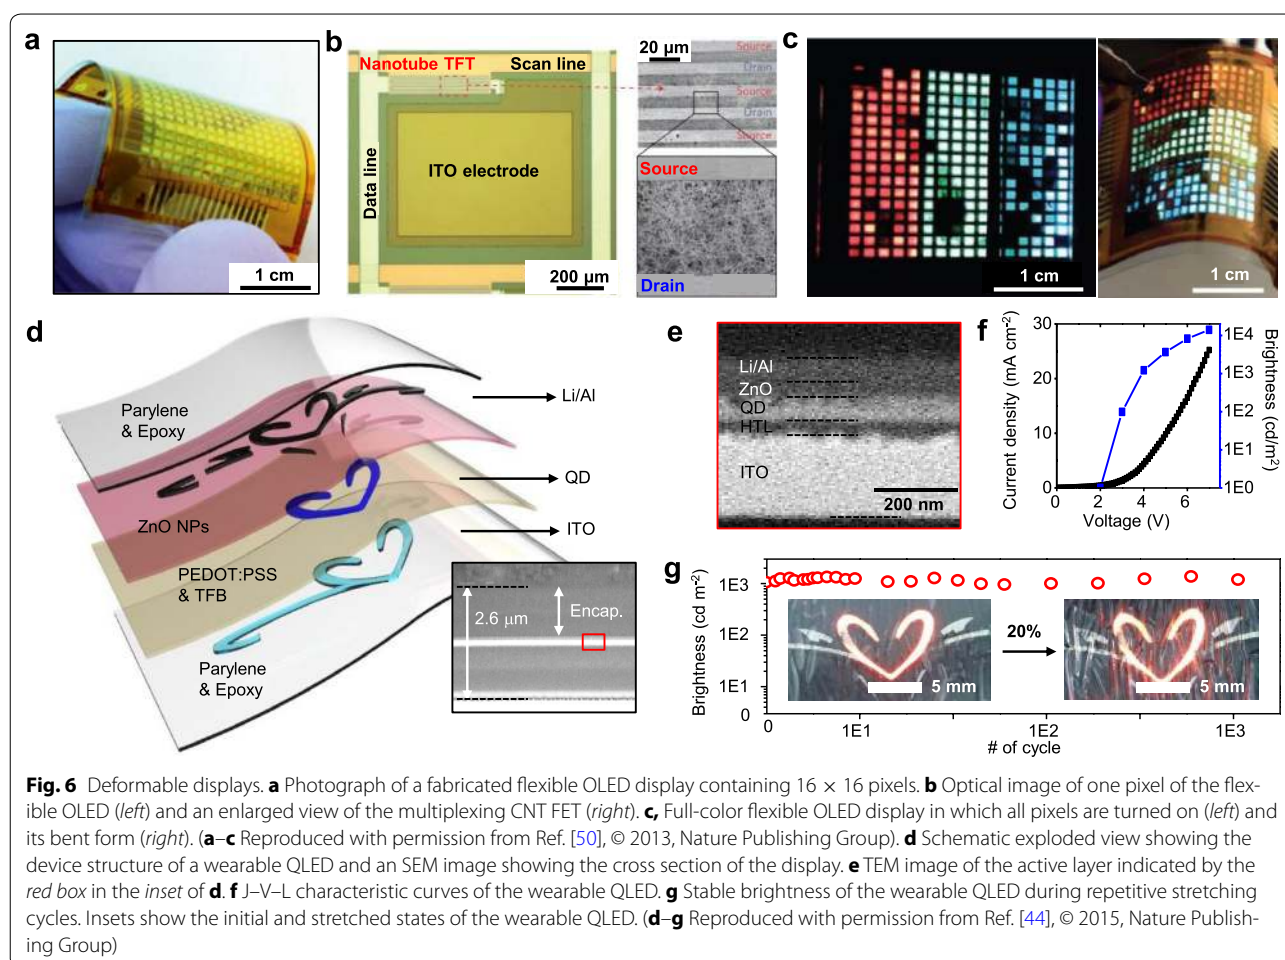 a
1 cm
b
Nanotube TFT
Scan line
Data line
ITO electrode
200 µm
20 µm
Source
Drain
Source
Drain
Source
Source
Drain
c
1 cm
1 cm
d
Parylene
& Epoxy
Li/Al
ZnO NPs
QD
PEDOT:PSS
& TFB
ITO
Parylene
& Epoxy
2.6 µm
Encap.
e
Li/Al
ZnO
QD
HTL
ITO
200 nm
f
Current density (mA cm-2)
30
20
10
0
0 2 4 6
Voltage (V)
1E4
1E3
1E2
1E1
1E0
Brightness (cd/m2)
g
Brightness (cd m-2)
1E3
1E2
1E1
0
20%
5 mm
5 mm
0 1E1 1E2 1E3
# of cycle
Fig. 6 Deformable displays. a Photograph of a fabricated flexible OLED display containing 16 × 16 pixels. b Optical image of one pixel of the flex-
ible OLED (left) and an enlarged view of the multiplexing CNT FET (right). c, Full-color flexible OLED display in which all pixels are turned on (left) and
its bent form (right). (a–c Reproduced with permission from Ref. [50], © 2013, Nature Publishing Group). d Schematic exploded view showing the
device structure of a wearable QLED and an SEM image showing the cross section of the display. e TEM image of the active layer indicated by the
red box in the inset of d. f J–V–L characteristic curves of the wearable QLED. g Stable brightness of the wearable QLED during repetitive stretching
cycles. Insets show the initial and stretched states of the wearable QLED. (d–g Reproduced with permission from Ref. [44], © 2015, Nature Publish-
ing Group)